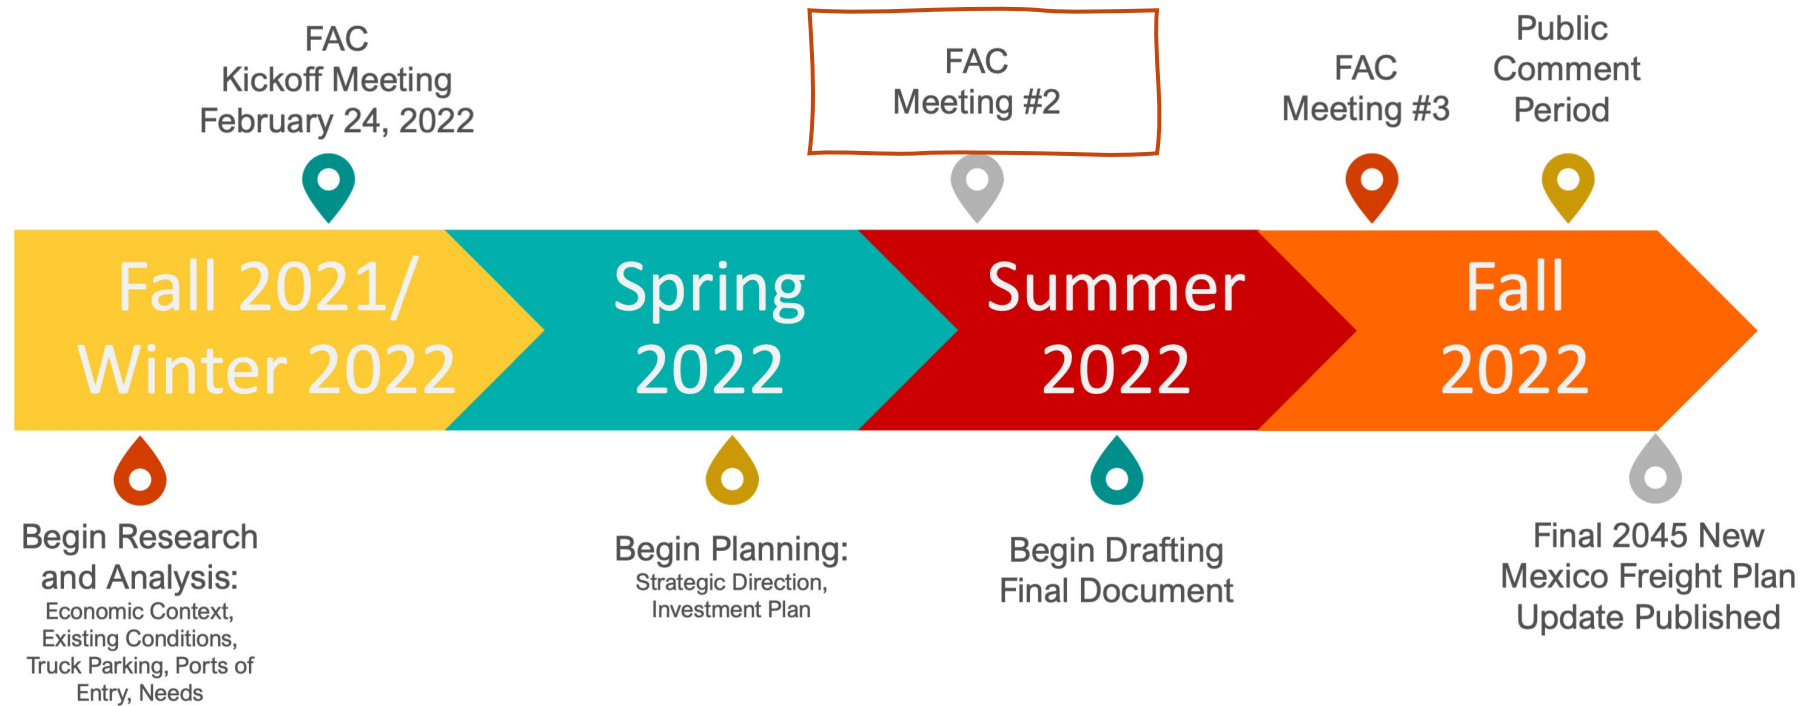 FAC
Kickoff Meeting
February 24, 2022
FAC
Meeting #2
FAC
Meeting #3
Public
Comment
Period
Fall 2021/
Winter 2022
Spring
2022
Summer
2022
Fall
2022
Begin Research
and Analysis:
Economic Context,
Existing Conditions,
Truck Parking, Ports of
Entry, Needs
Begin Planning:
Strategic Direction,
Investment Plan
Begin Drafting
Final Document
Final 2045 New
Mexico Freight Plan
Update Published